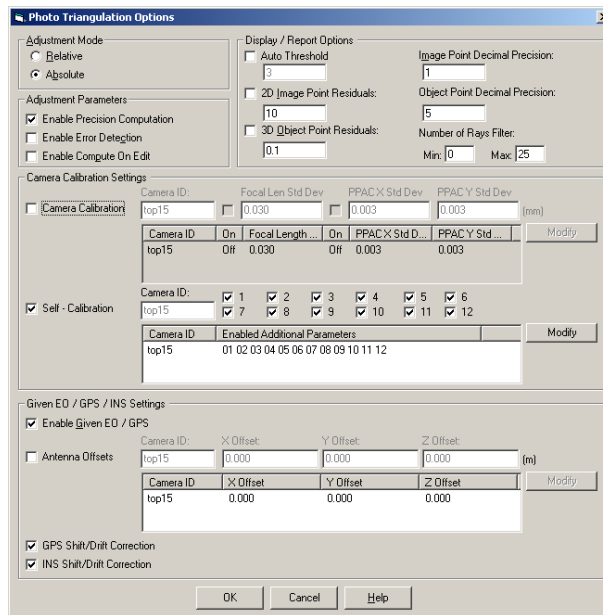 Photo Triangulation Options
Adjustment Mode
Relative
Absolute
Adjustment Parameters
Enable Precision Computation
Enable Error Detection
Enable Compute On Edit
Display / Report Options
Auto Threshold
3
2D Image Point Residuals:
10
3D Object Point Residuals:
0.1
Image Point Decimal Precision:
1
Object Point Decimal Precision:
5
Number of Rays Filter:
Min: 0 Max: 25
Camera Calibration Settings
Camera ID: Focal Len Std Dev PPAC X Std Dev PPAC Y Std Dev
Camera Calibration top15 0.030 0.003 0.003 (mm)
Camera ID On Focal Length ... On PPAC X Std D... PPAC Y Std ... Modify
top15 Off 0.030 Off 0.003 0.003
Camera ID: 1 2 3 4 5 6
Self - Calibration top15 7 8 9 10 11 12
Camera ID Enabled Additional Parameters Modify
top15 01 02 03 04 05 06 07 08 09 10 11 12
Given EO / GPS / INS Settings
Enable Given EO / GPS
Camera ID: X Offset: Y Offset: Z Offset:
Antenna Offsets top15 0.000 0.000 0.000 (m)
Camera ID X Offset Y Offset Z Offset Modify
top15 0.000 0.000 0.000
GPS Shift/Drift Correction
INS Shift/Drift Correction
OK Cancel Help